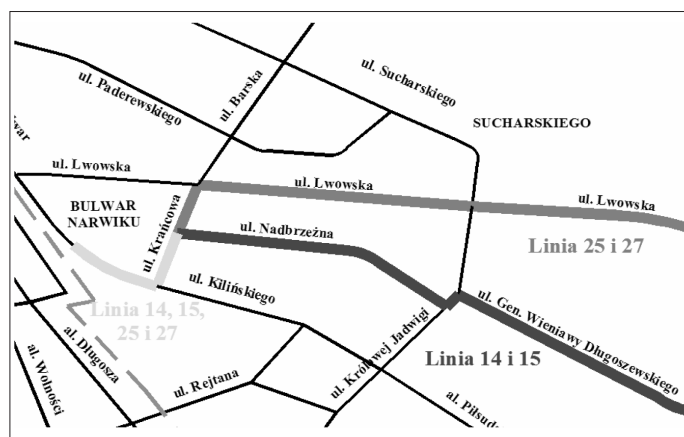 ul. Sucharskiego
ul. Barska
ul. Paderewskiego
SUCHARSKIEGO
ul. Lwowska
ul. Lwowska
ul. Lwowska
BULWAR
NARWIKU
ul. Krańcowa
ul. Nadbrzeżna
Linia 25 i 27
ul. Kilińskiego
Linia 14, 15,
25 i 27
ul. Gen. Wieniawy Długoszewskiego
al. Długosza
ul. Królowej Jadwigi
Linia 14 i 15
al. Wolności
ul. Rejtana
al. Piłsud